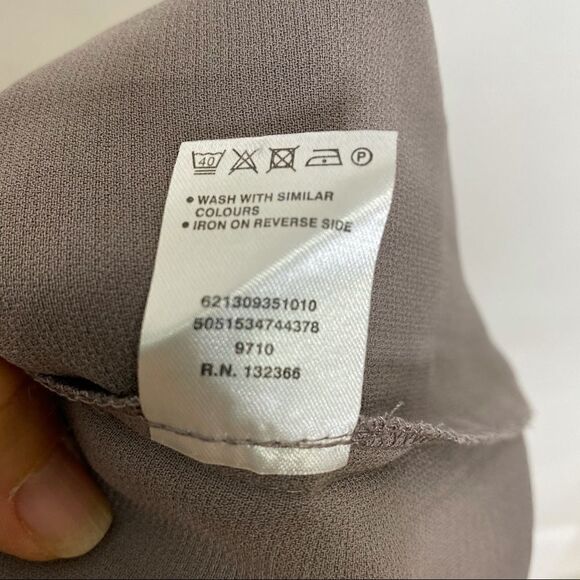 40 P
• WASH WITH SIMILAR
COLOURS
• IRON ON REVERSE SIDE
621309351010
5051534744378
9710
R.N. 132366